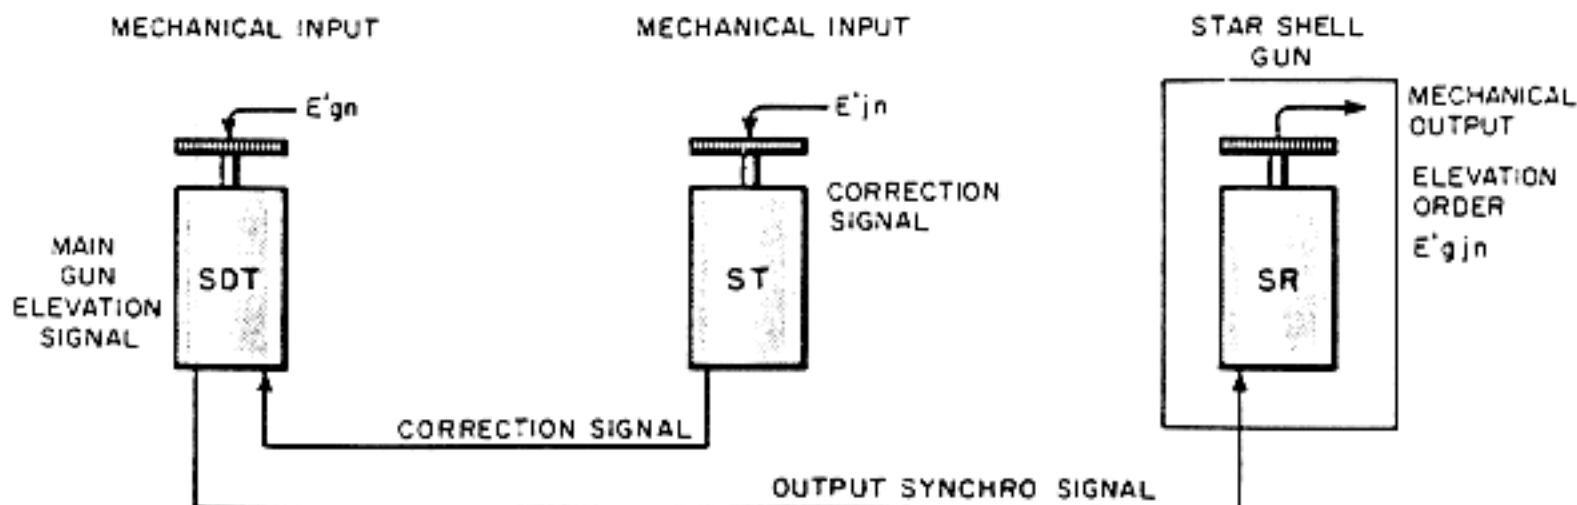 MECHANICAL INPUT
E'gn
MAIN
GUN
ELEVATION
SIGNAL
SDT
MECHANICAL INPUT
E'jn
CORRECTION
SIGNAL
ST
CORRECTION SIGNAL
STAR SHELL
GUN
MECHANICAL
OUTPUT
ELEVATION
ORDER
E'gjn
SR
OUTPUT SYNCHRO SIGNAL